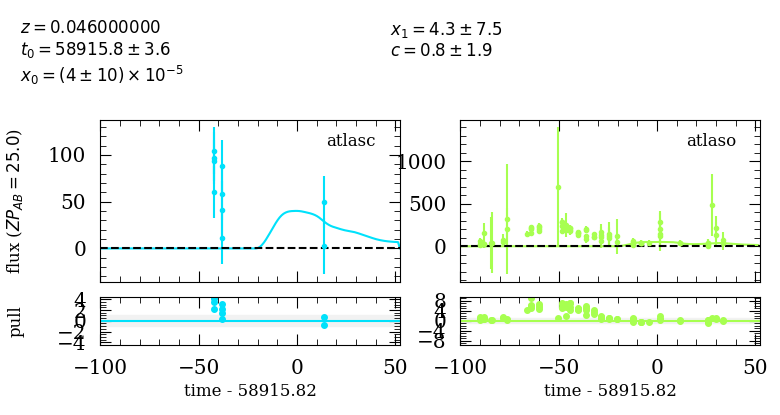 z = 0.046000000
t₀ = 58915.8 ± 3.6
x₀ = (4 ± 10) × 10⁻⁵
x₁ = 4.3 ± 7.5
c = 0.8 ± 1.9
flux (ZP_AB = 25.0)
atlasc
100
50
0
atlaso
1000
500
0
pull
4
2
0
−2
−4
8
4
0
−4
−8
−100 −50 0 50
−100 −50 0 50
time - 58915.82
time - 58915.82